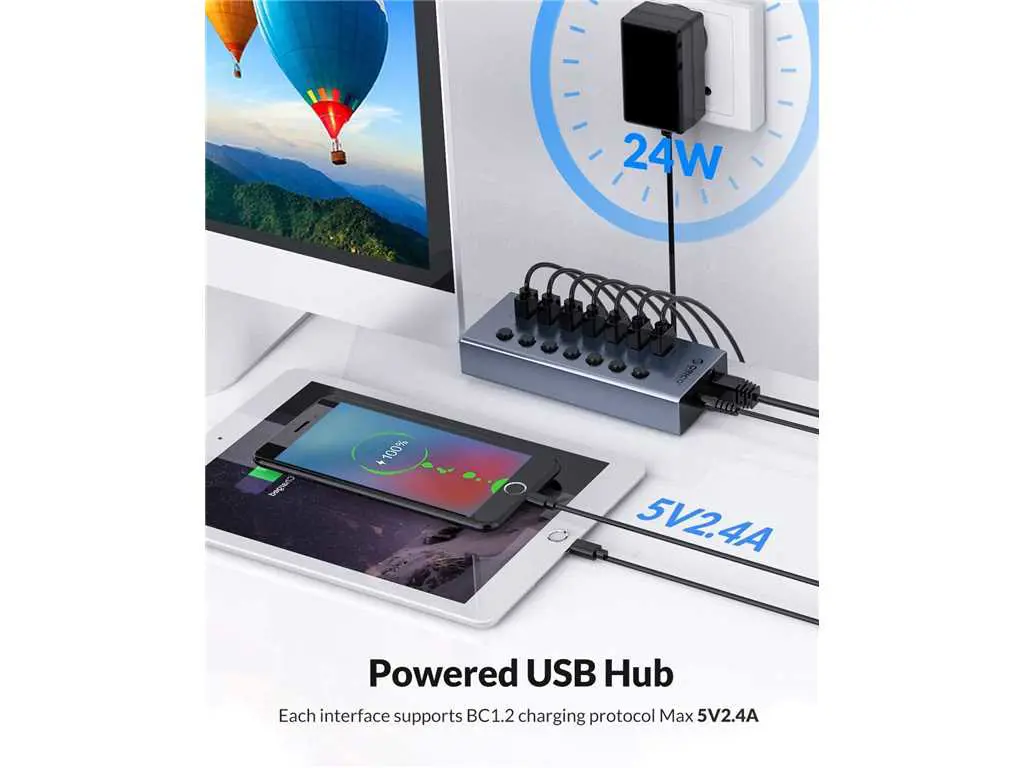 24W
ORICO
100%
Charged
5V2.4A
Powered USB Hub
Each interface supports BC1.2 charging protocol Max 5V2.4A